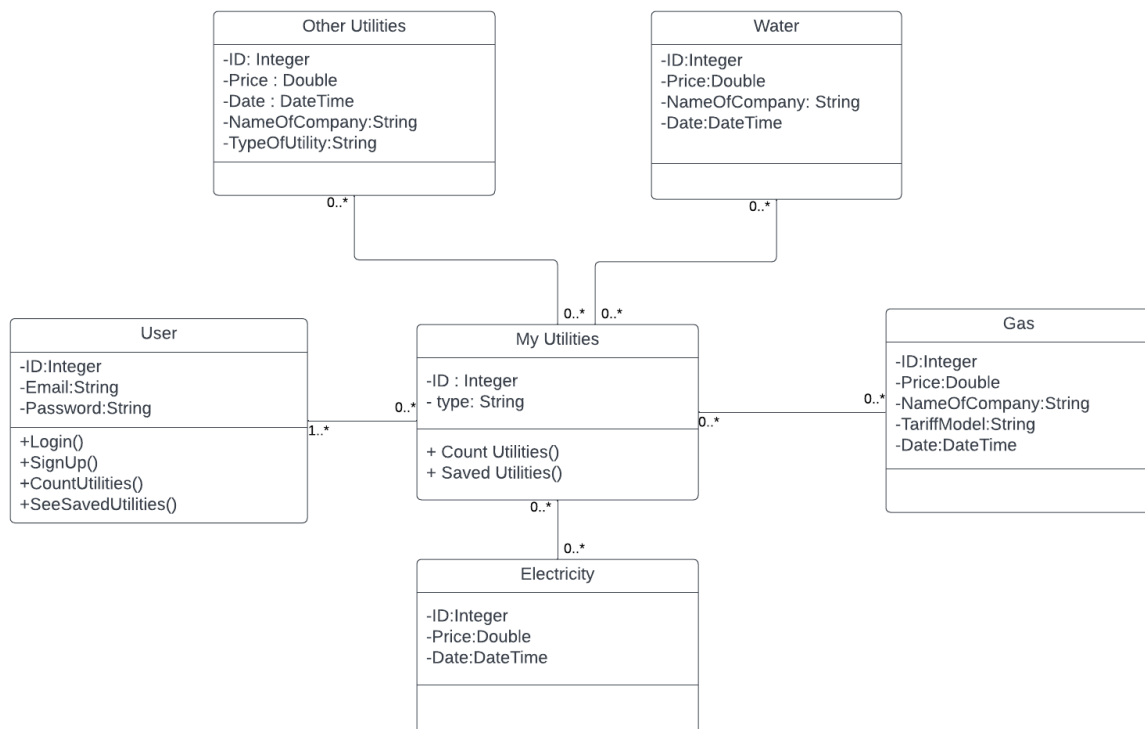 Other Utilities
-ID: Integer
-Price : Double
-Date : DateTime
-NameOfCompany:String
-TypeOfUtility:String
0..*
Water
-ID:Integer
-Price:Double
-NameOfCompany: String
-Date:DateTime
0..*
User
-ID:Integer
-Email:String
-Password:String
+Login()
+SignUp()
+CountUtilities()
+SeeSavedUtilities()
1..*
0..*
0..*
0..*
My Utilities
-ID : Integer
- type: String
+ Count Utilities()
+ Saved Utilities()
0..*
0..*
Gas
-ID:Integer
-Price:Double
-NameOfCompany:String
-TariffModel:String
-Date:DateTime
0..*
0..*
Electricity
-ID:Integer
-Price:Double
-Date:DateTime